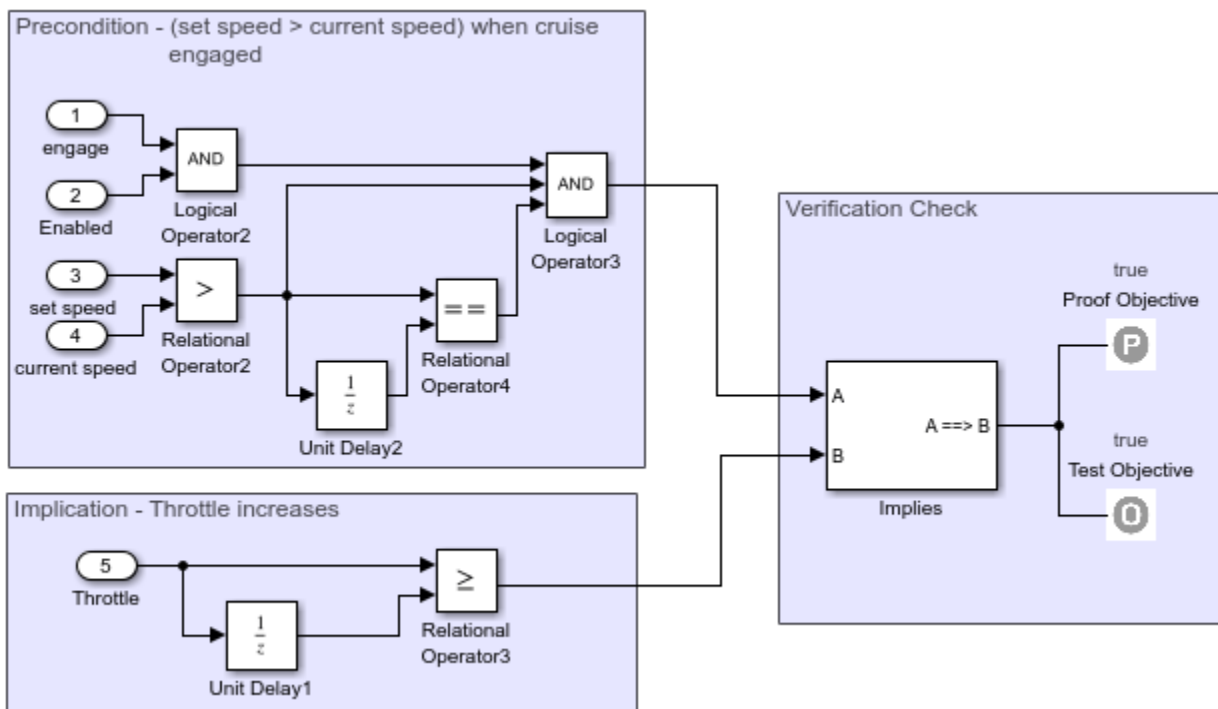 Precondition - (set speed > current speed) when cruise
engaged
1
engage
AND
2
Enabled
Logical
Operator2
AND
Logical
Operator3
3
set speed
>
4
current speed
Relational
Operator2
==
Relational
Operator4
1
z
Unit Delay2
Implication - Throttle increases
5
Throttle
≥
Relational
Operator3
1
z
Unit Delay1
Verification Check
true
Proof Objective
P
A
A ==> B
B
Implies
true
Test Objective
O